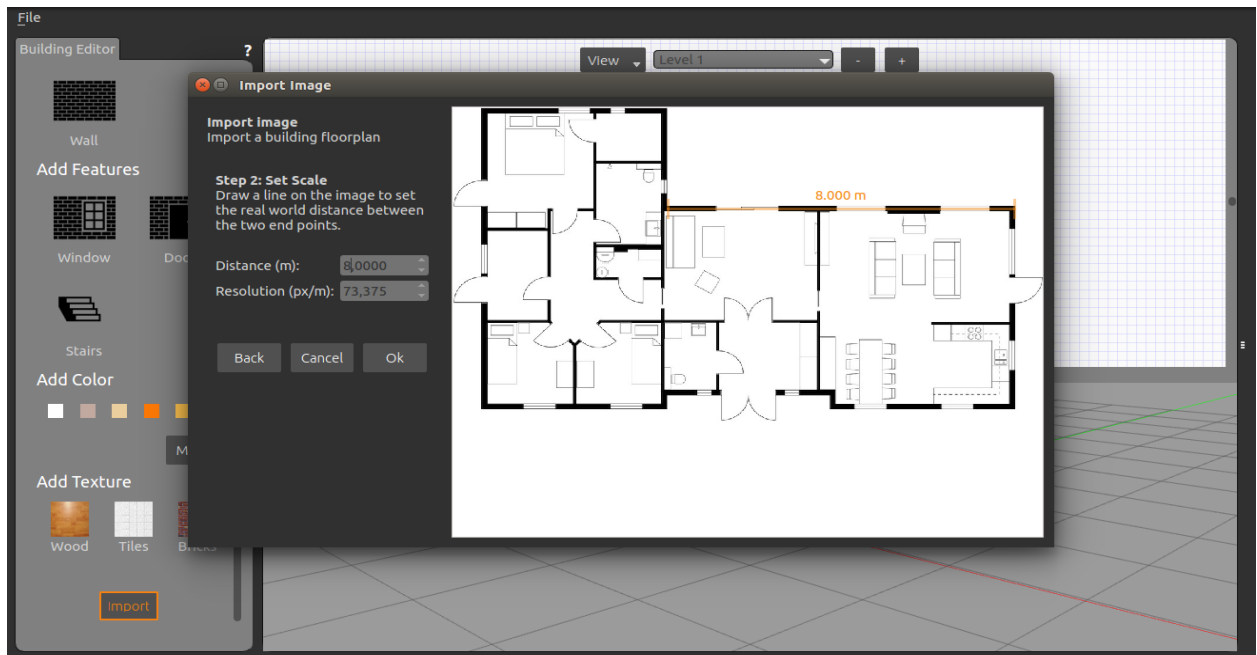 File
Building Editor
?
View
Level 1
-
+
Import Image
Wall
Import image
Import a building floorplan
Add Features
Step 2: Set Scale
Draw a line on the image to set
the real world distance between
the two end points.
8.000 m
Window
Distance (m): 8,0000
Resolution (px/m): 73,375
Stairs
Back Cancel Ok
Add Color
M
Add Texture
Wood Tiles Bricks
Import